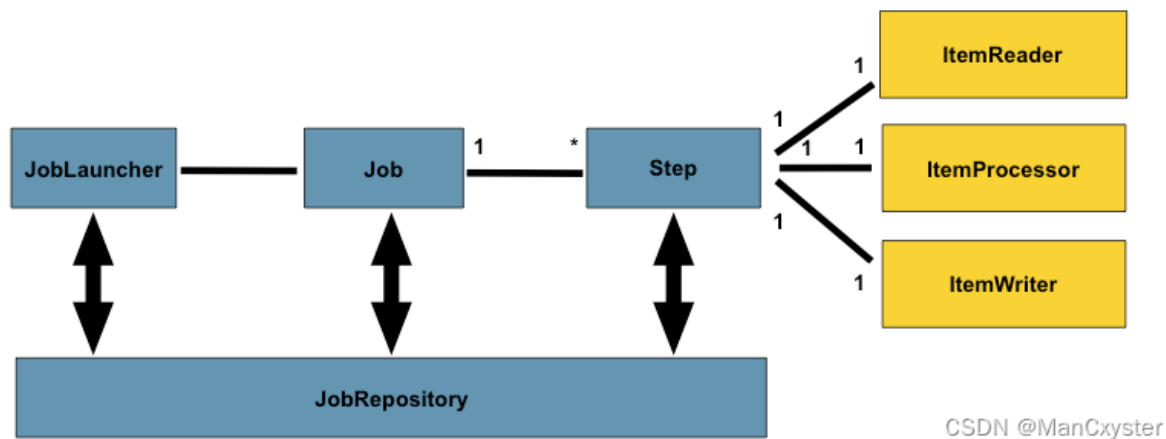 ItemReader
1
1
JobLauncher
Job
1
*
Step
1
1
ItemProcessor
1
1
ItemWriter
JobRepository
CSDN @ManCxyster